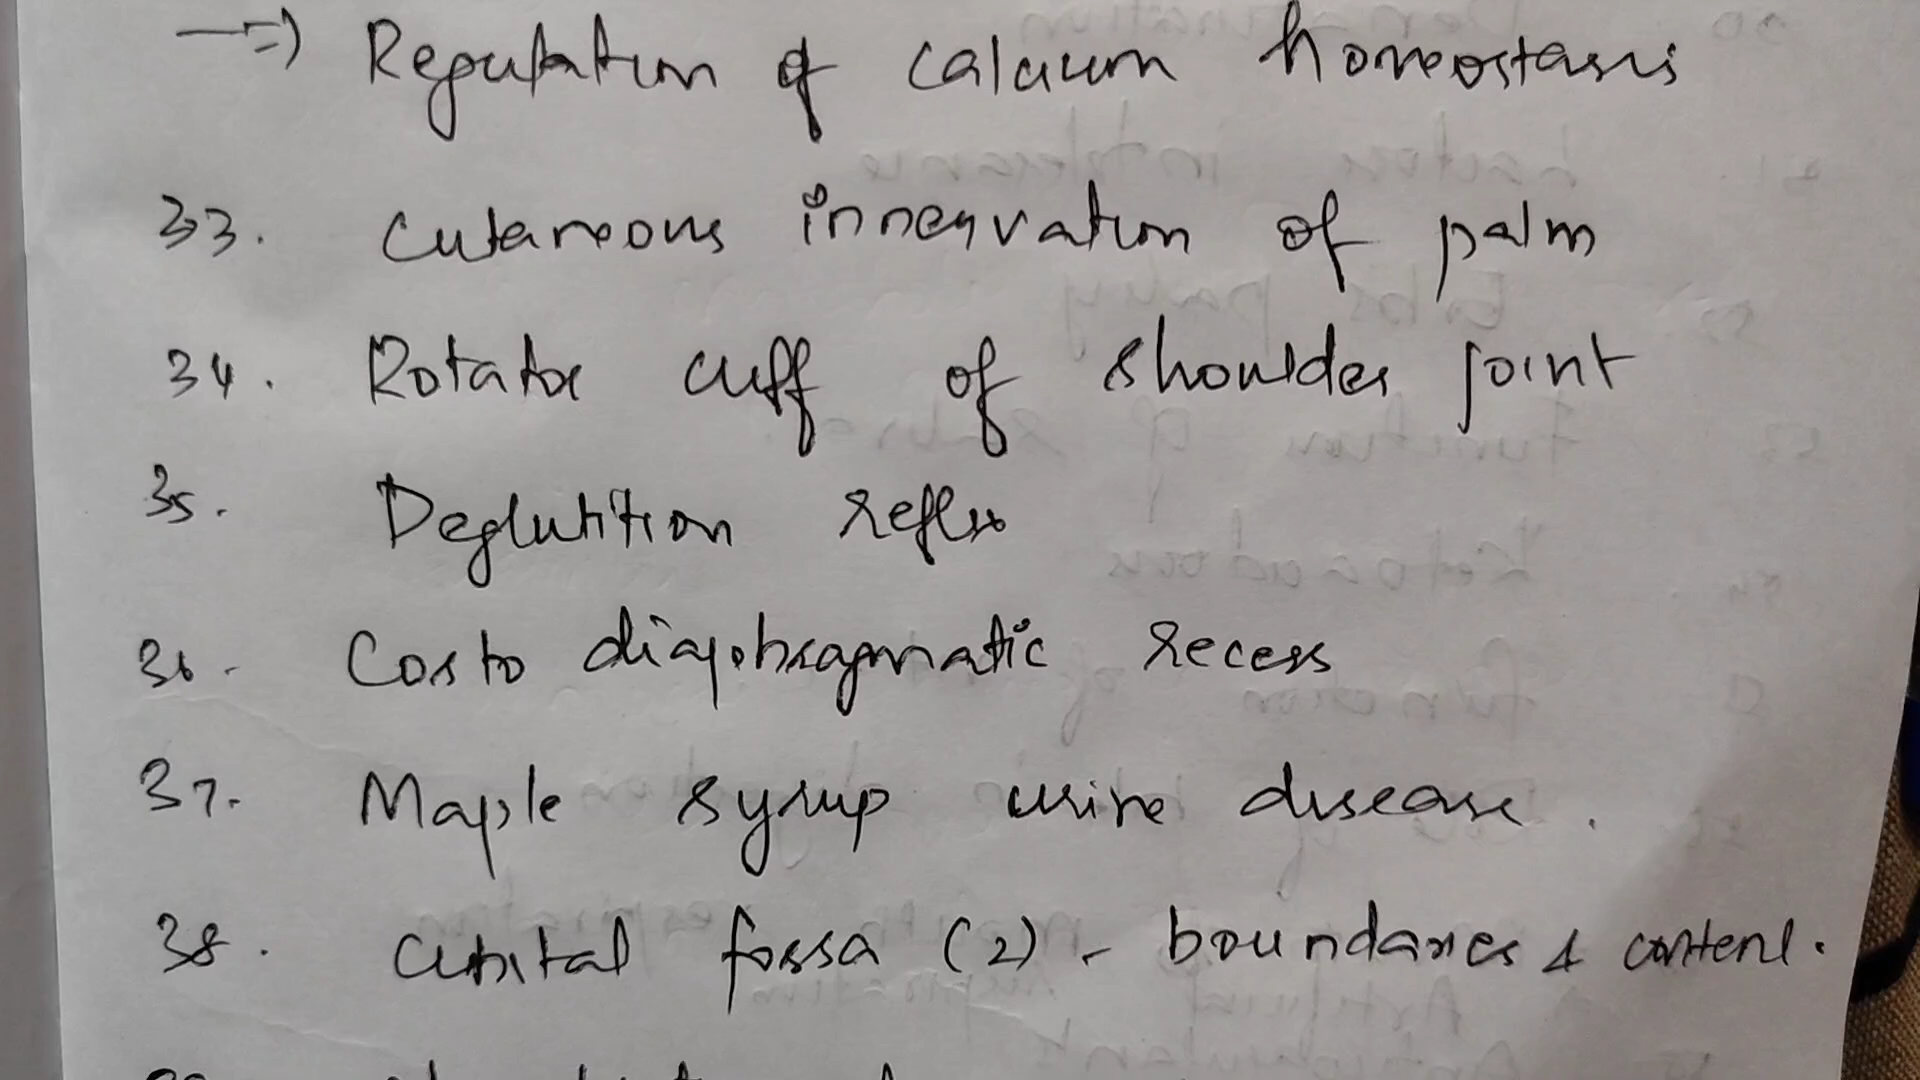 ⇒) Regulation of calcium homeostasis
33. Cutaneous innervation of palm
34. Rotator cuff of shoulder joint
35. Deglutition reflex
36. Costo diaphragmatic recess
37. Maple syrup urine disease.
38. Cubital fossa (2) - boundaries & content.